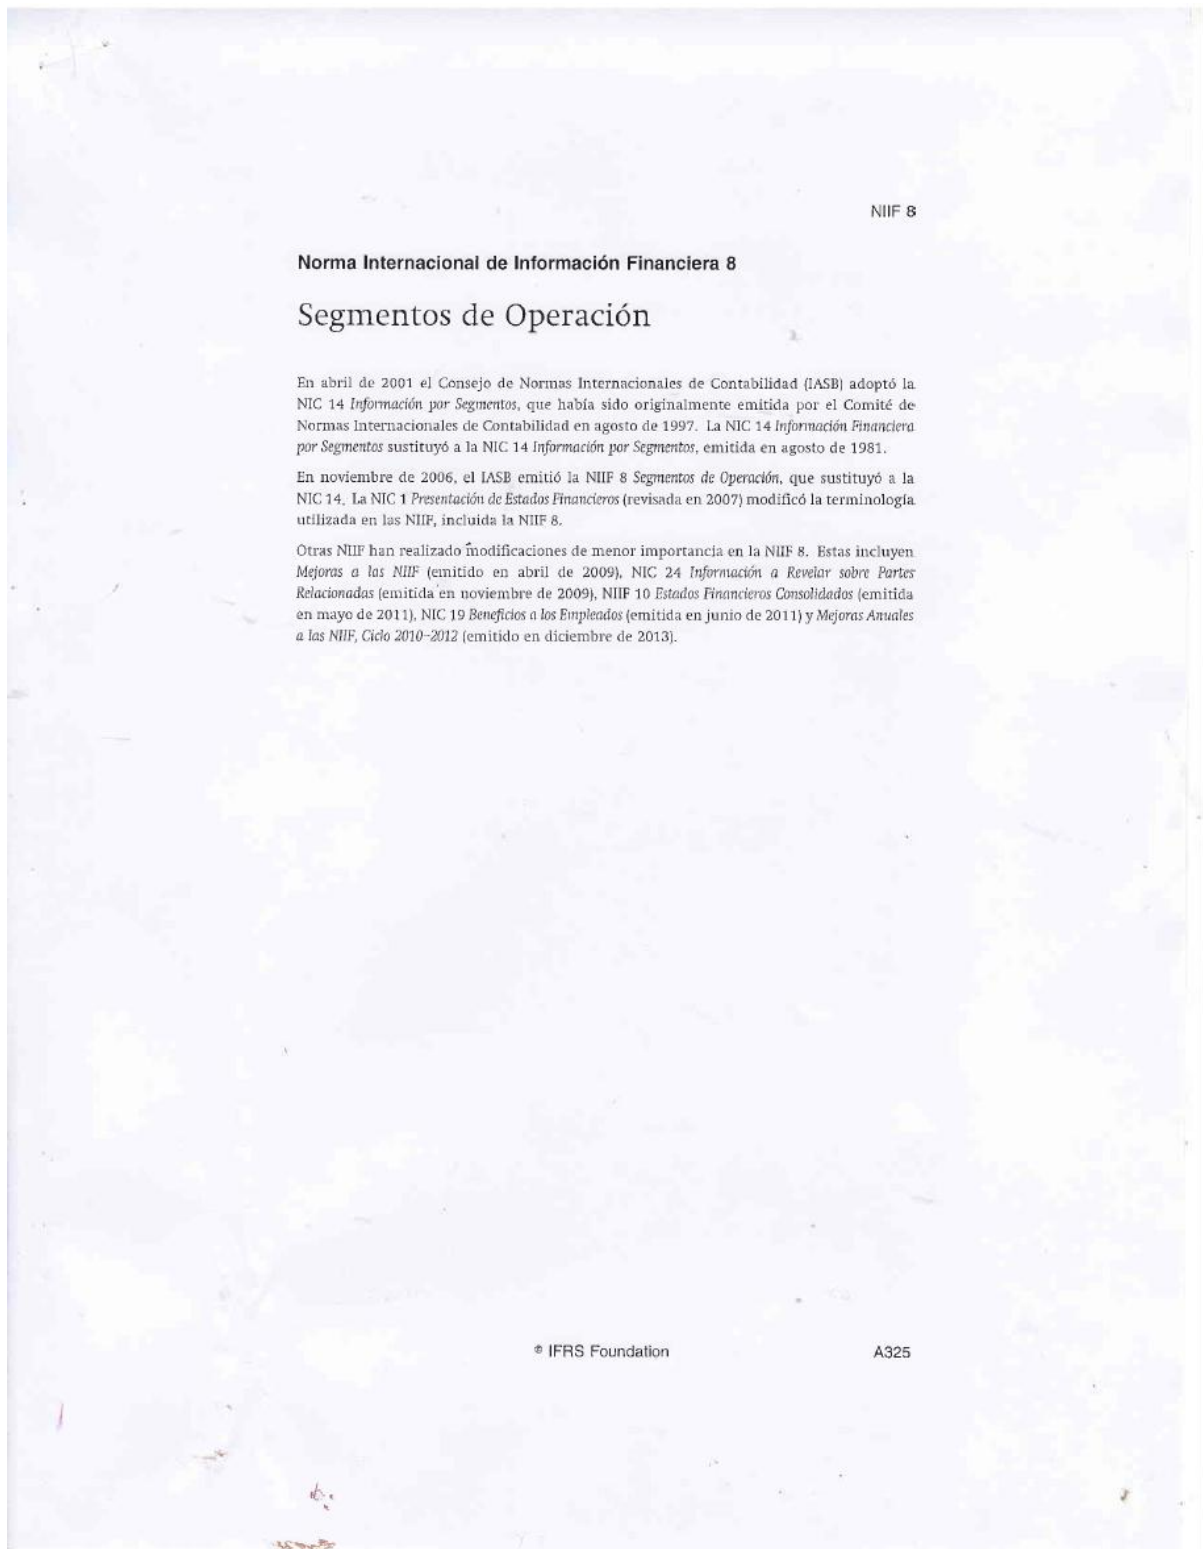 NIIF 8
Norma Internacional de Información Financiera 8
Segmentos de Operación
En abril de 2001 el Consejo de Normas Internacionales de Contabilidad (IASB) adoptó la
NIC 14 Información por Segmentos, que había sido originalmente emitida por el Comité de
Normas Internacionales de Contabilidad en agosto de 1997. La NIC 14 Información Financiera
por Segmentos sustituyó a la NIC 14 Información por Segmentos, emitida en agosto de 1981.
En noviembre de 2006, el IASB emitió la NIIF 8 Segmentos de Operación, que sustituyó a la
NIC 14. La NIC 1 Presentación de Estados Financieros (revisada en 2007) modificó la terminología
utilizada en las NIIF, incluida la NIIF 8.
Otras NIIF han realizado modificaciones de menor importancia en la NIIF 8. Estas incluyen
Mejoras a las NIIF (emitido en abril de 2009), NIC 24 Información a Revelar sobre Partes
Relacionadas (emitida en noviembre de 2009), NIIF 10 Estados Financieros Consolidados (emitida
en mayo de 2011), NIC 19 Beneficios a los Empleados (emitida en junio de 2011) y Mejoras Anuales
a las NIIF, Ciclo 2010–2012 (emitido en diciembre de 2013).
© IFRS Foundation
A325